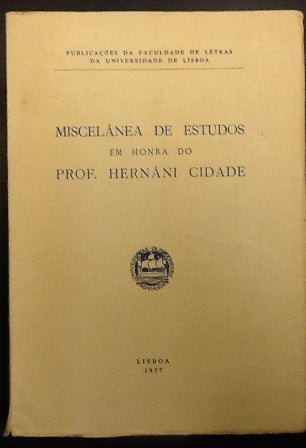 PUBLICAÇÕES DA FACULDADE DE LETRAS
DA UNIVERSIDADE DE LISBOA
MISCELÂNEA DE ESTUDOS
EM HONRA DO
PROF. HERNÂNI CIDADE
LISBOA
1957